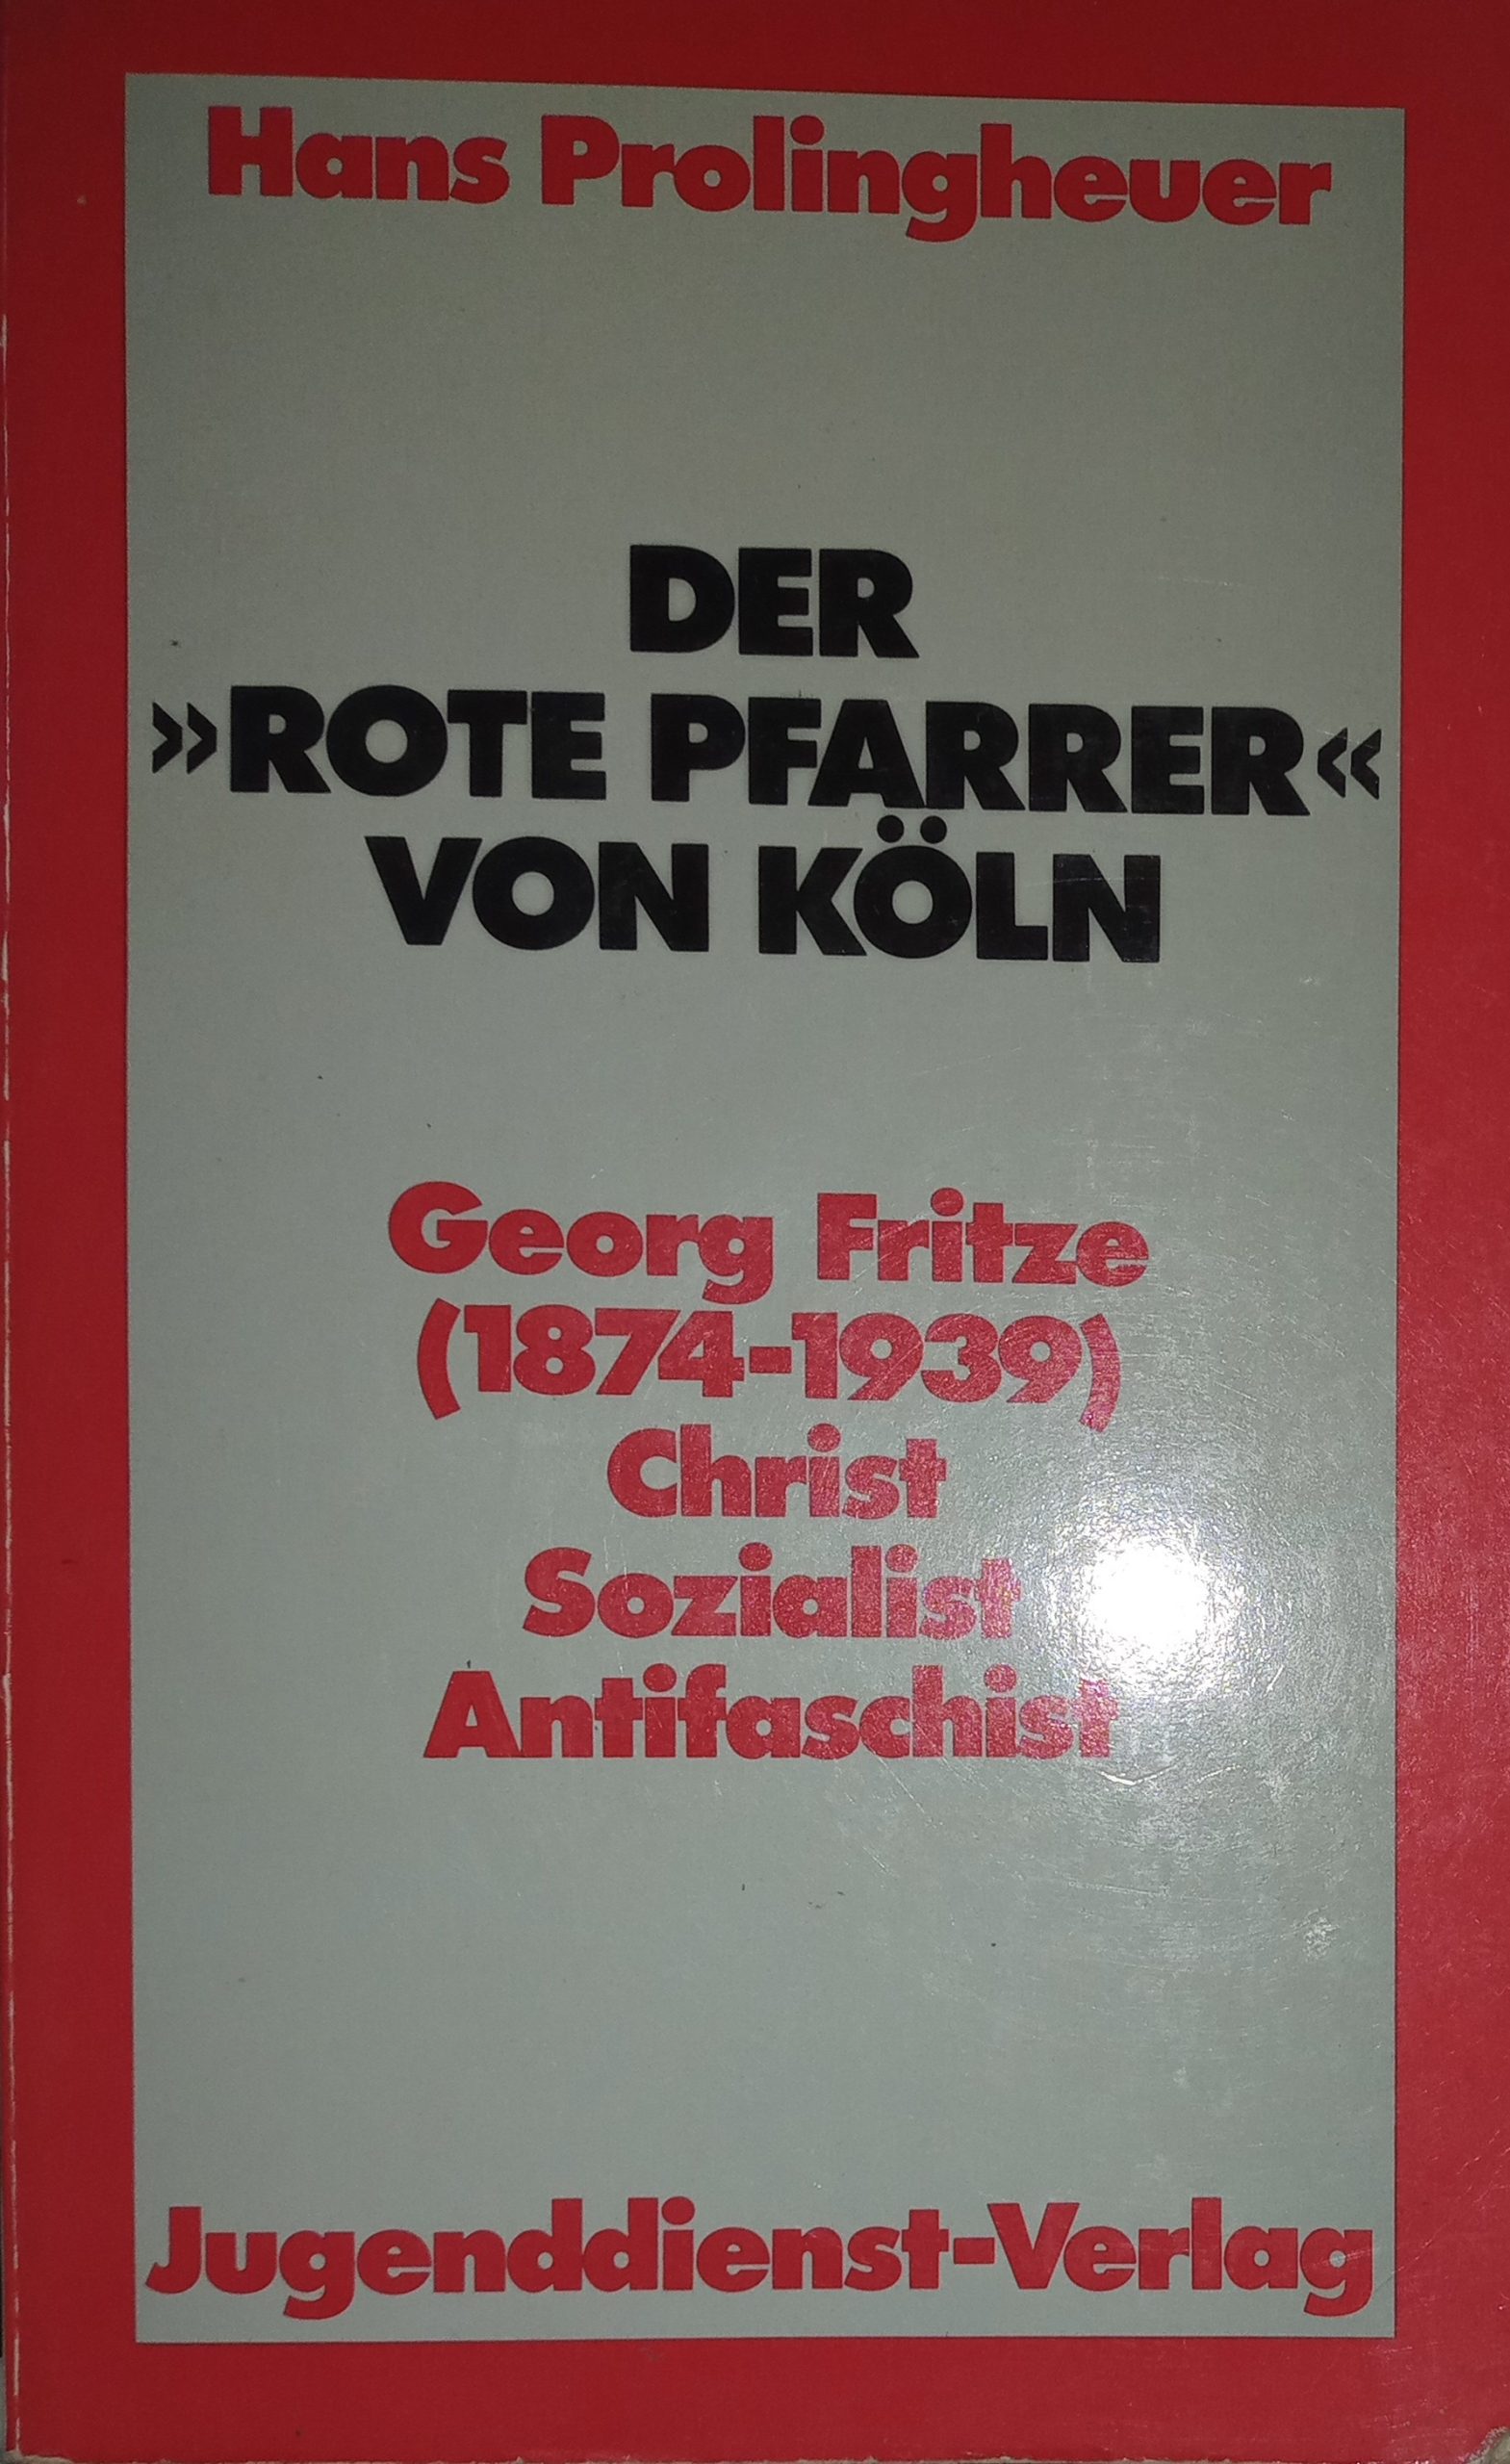 Hans Prolingheuer
DER
»ROTE PFARRER«
VON KÖLN
Georg Fritze
(1874-1939)
Christ
Sozialist
Antifaschist
Jugenddienst-Verlag